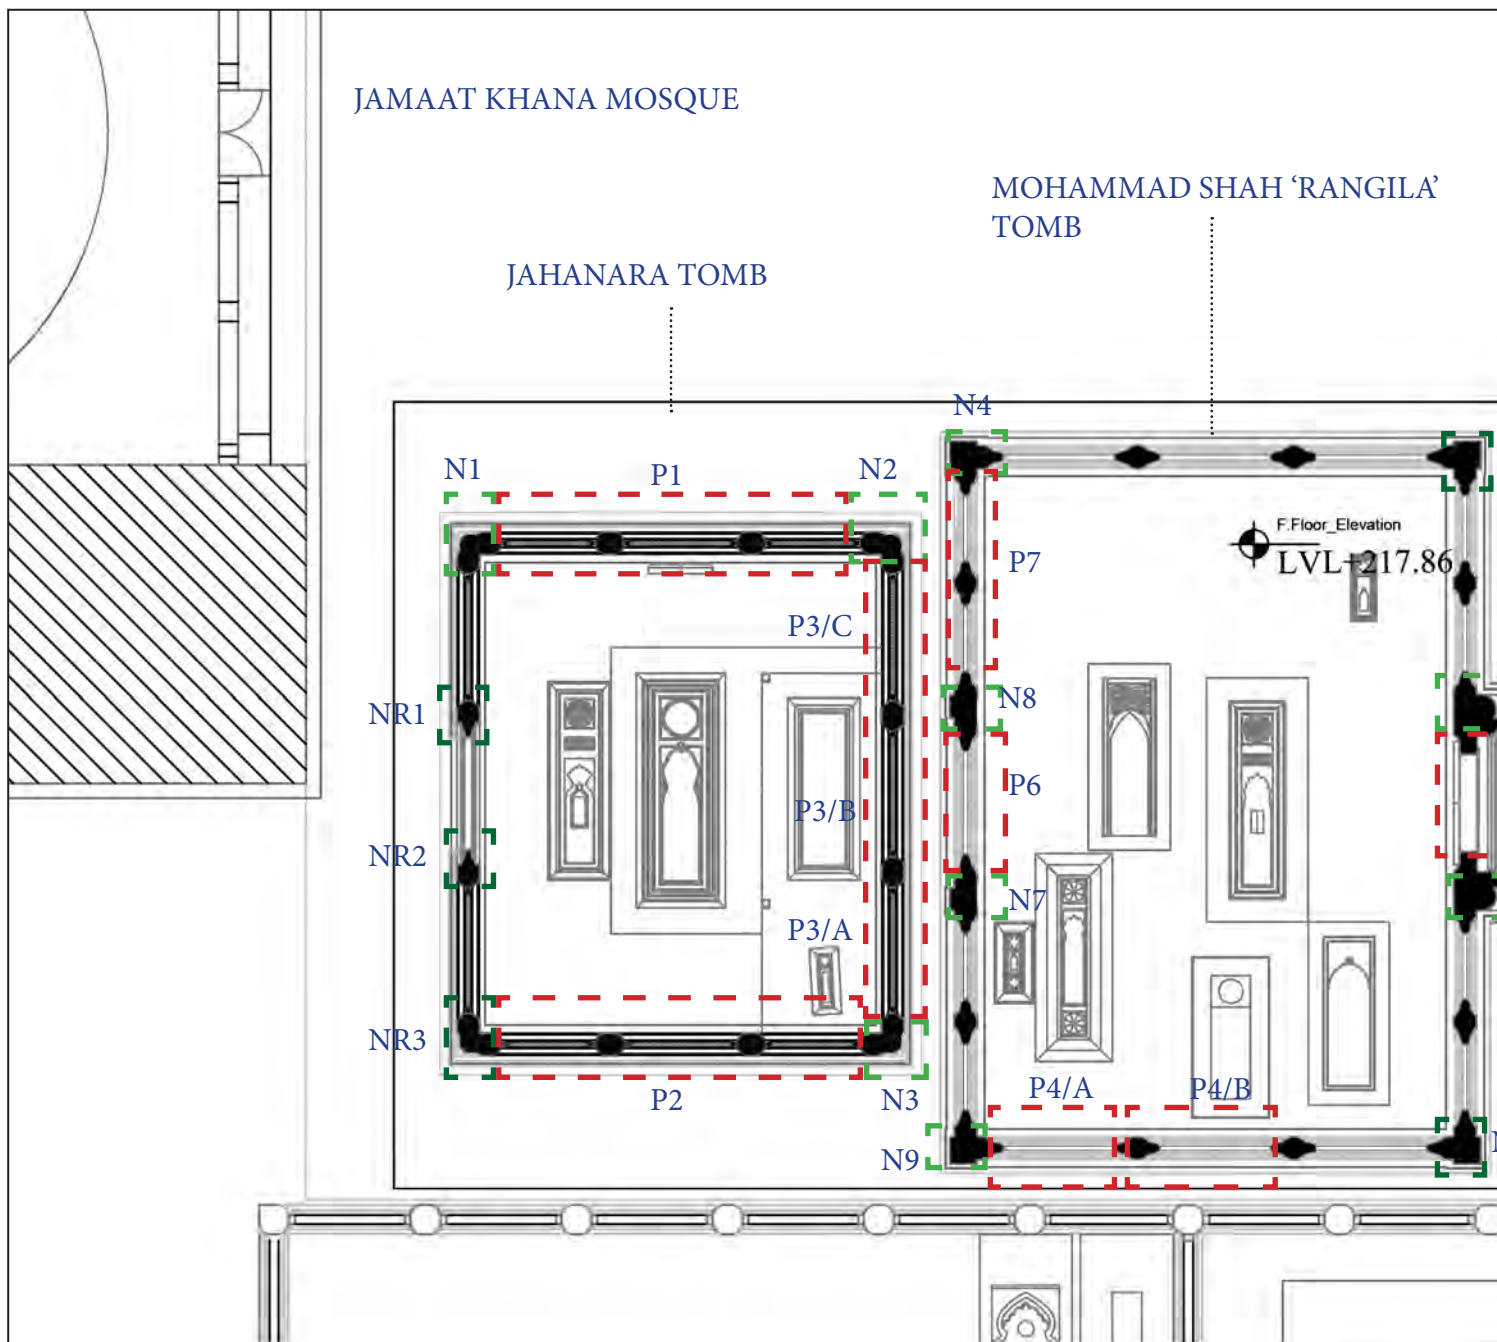 JAMAAT KHANA MOSQUE
MOHAMMAD SHAH ‘RANGILA’
TOMB
JAHANARA TOMB
N4
N1
P1
N2
F.Floor_Elevation
LVL+217.86
P7
P3/C
NR1
N8
P6
P3/B
NR2
N7
P3/A
NR3
P4/A
P4/B
P2
N3
N9